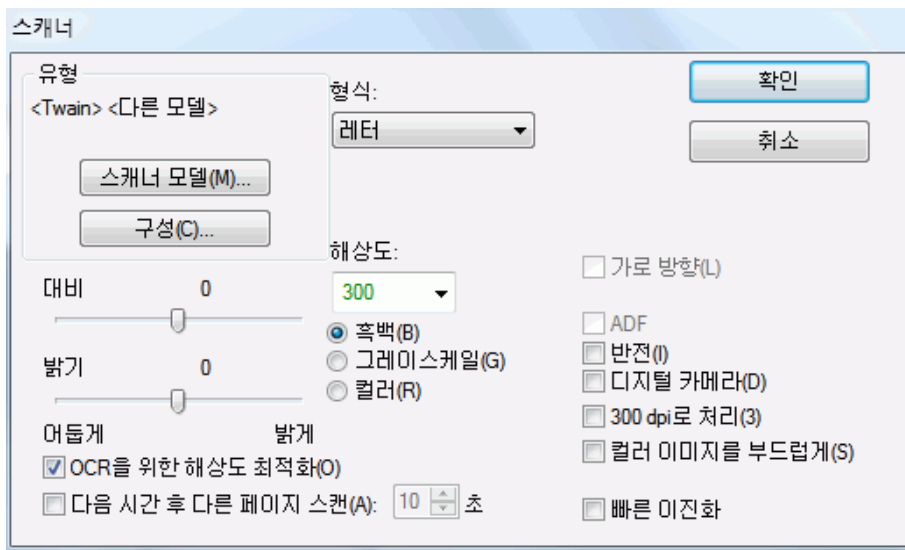 스캐너
유형
<Twain> <다른 모델>
스캐너 모델(M)...
구성(C)...
형식:
레터
확인
취소
해상도:
300
흑백(B)
그레이스케일(G)
컬러(R)
대비 0
밝기 0
어둡게 밝게
OCR을 위한 해상도 최적화(O)
다음 시간 후 다른 페이지 스캔(A): 10 초
가로 방향(L)
ADF
반전(I)
디지털 카메라(D)
300 dpi로 처리(3)
컬러 이미지를 부드럽게(S)
빠른 이진화